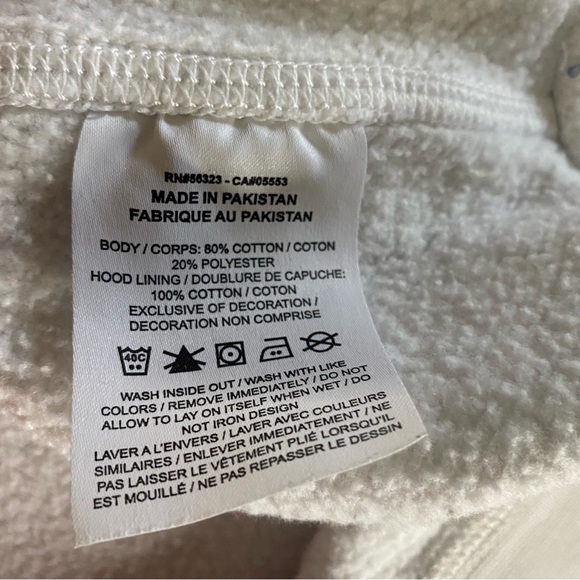 RN#56323 - CA#05553
MADE IN PAKISTAN
FABRIQUE AU PAKISTAN
BODY / CORPS: 80% COTTON / COTON
20% POLYESTER
HOOD LINING / DOUBLURE DE CAPUCHE:
100% COTTON / COTON
EXCLUSIVE OF DECORATION /
DECORATION NON COMPRISE
40C
WASH INSIDE OUT / WASH WITH LIKE
COLORS / REMOVE IMMEDIATELY / DO NOT
ALLOW TO LAY ON ITSELF WHEN WET / DO
NOT IRON DESIGN
LAVER A L'ENVERS / LAVER AVEC COULEURS
SIMILAIRES / ENLEVER IMMEDIATEMENT / NE
PAS LAISSER LE VÊTEMENT PLIÉ LORSQU'IL
EST MOUILLÉ / NE PAS REPASSER LE DESSIN